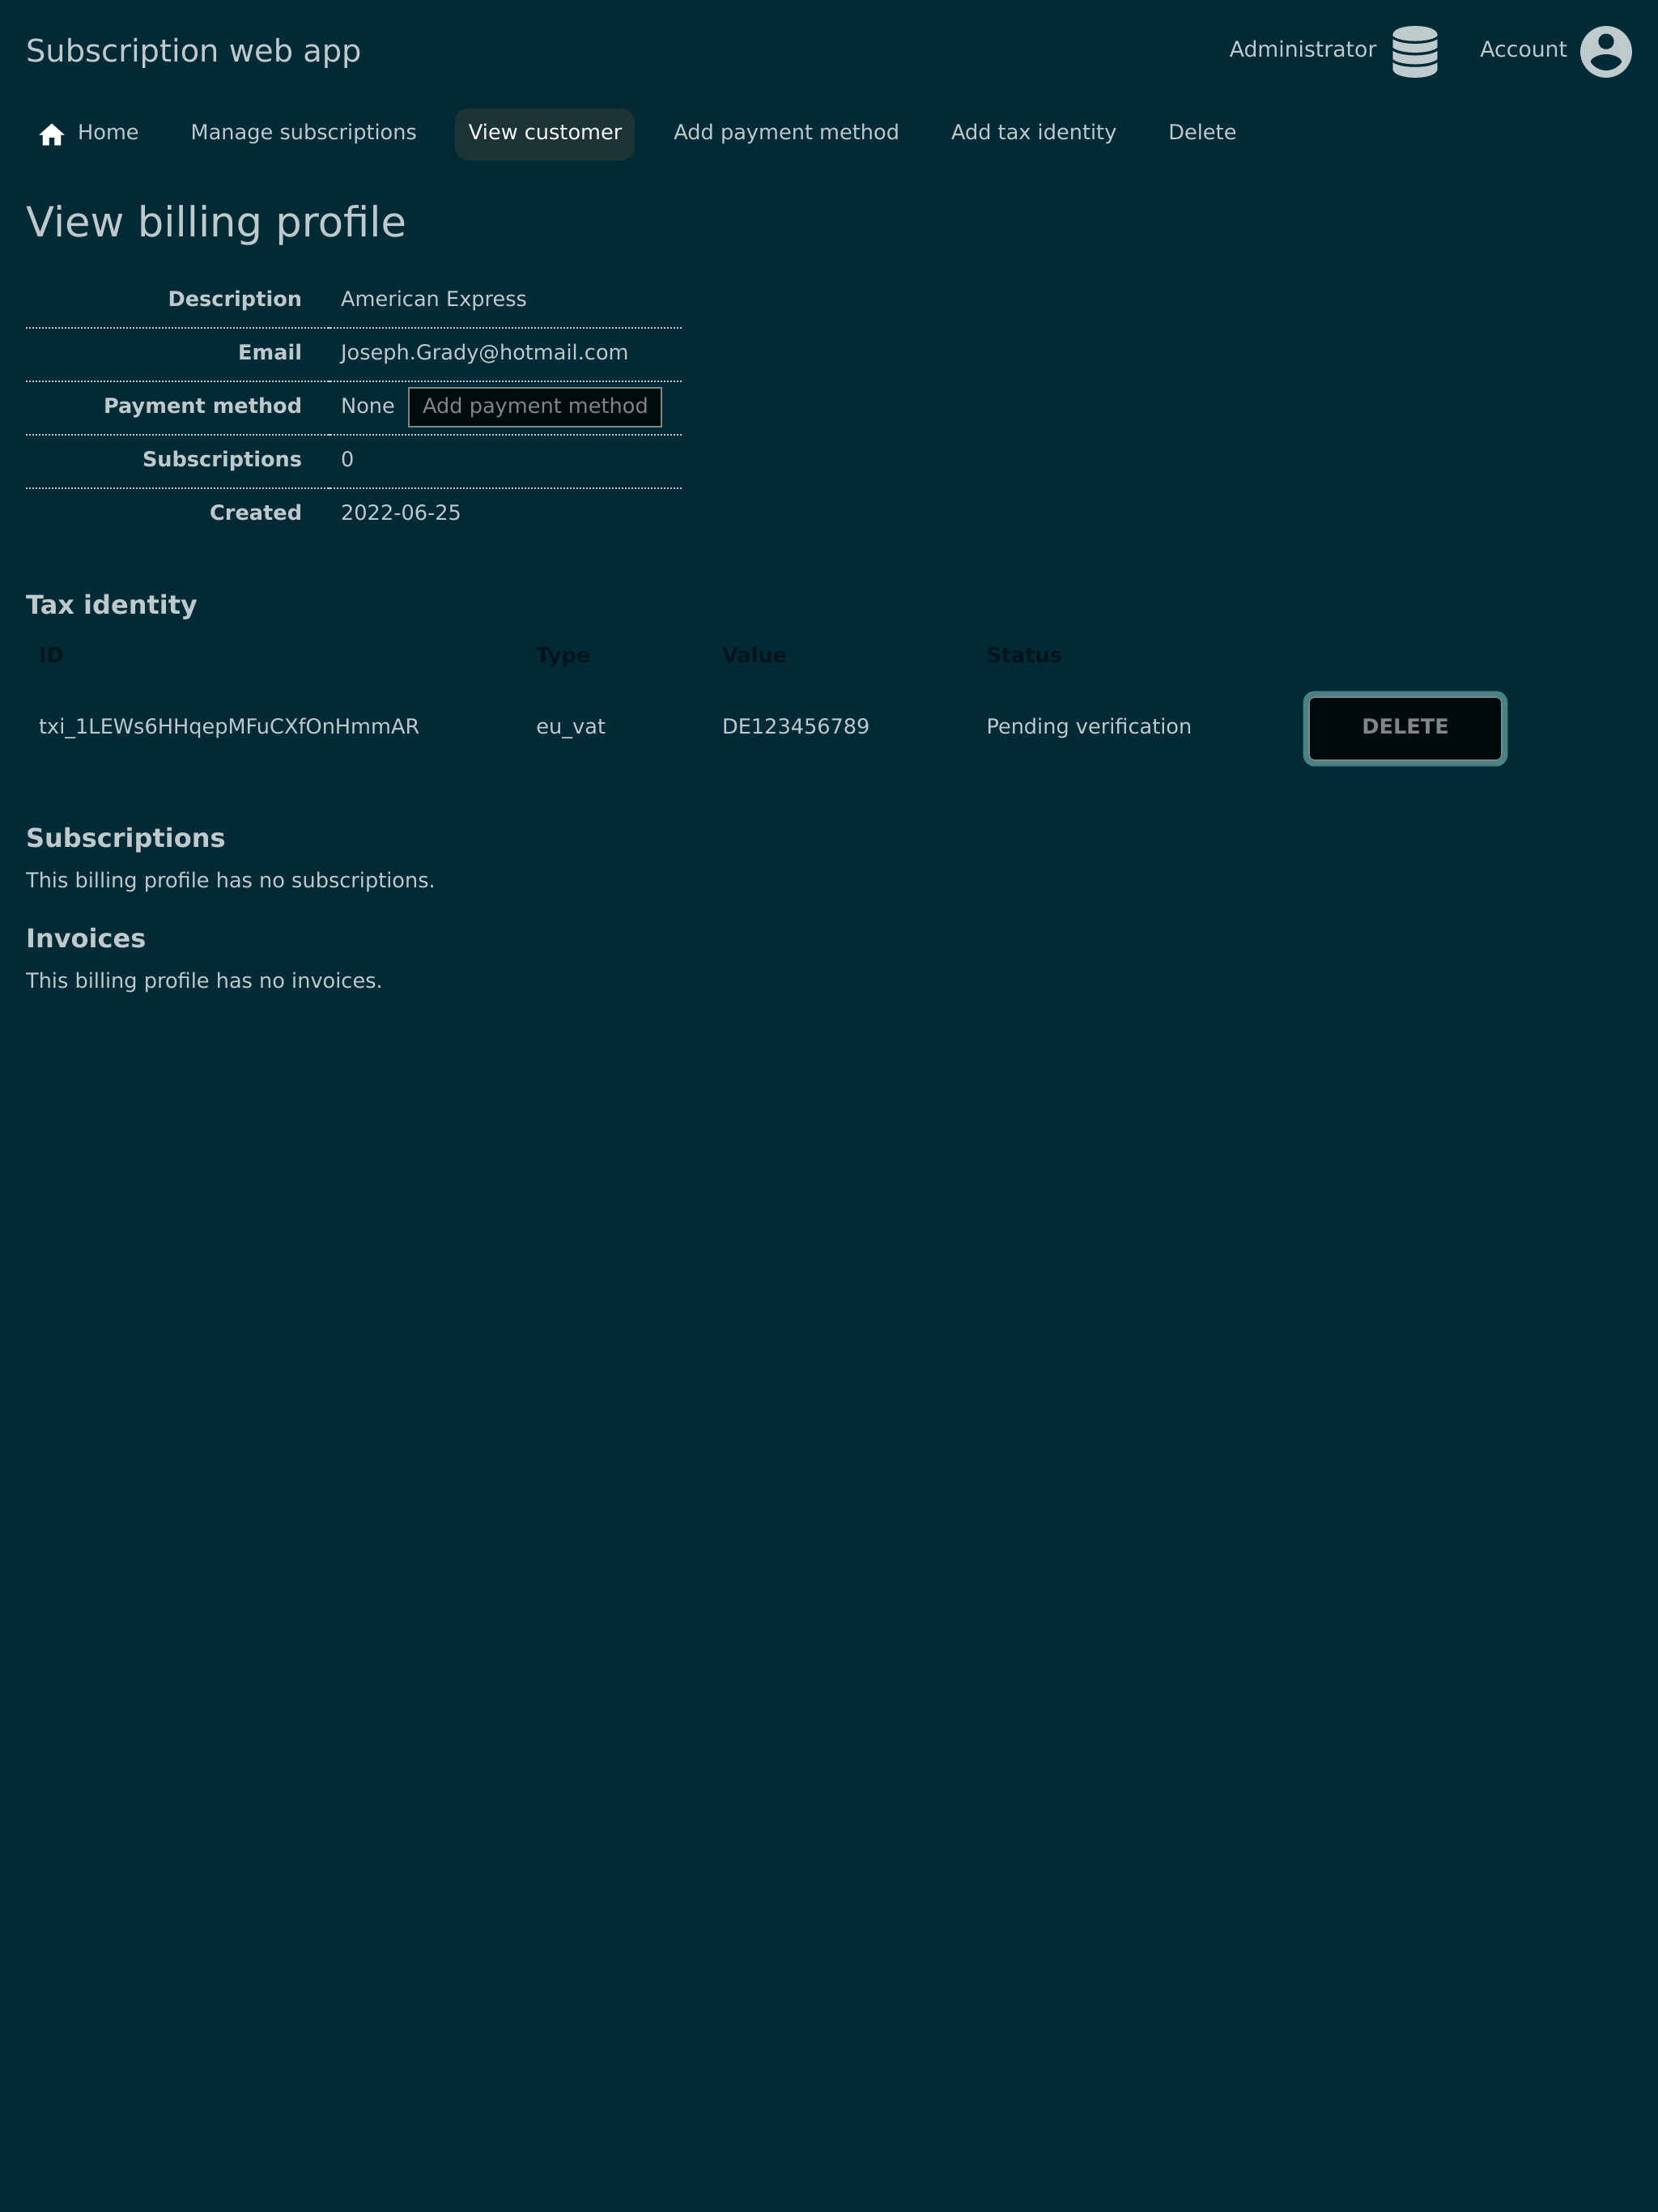 Subscription web app Administrator Account
Home Manage subscriptions View customer Add payment method Add tax identity Delete
View billing profile
Description American Express
Email Joseph.Grady@hotmail.com
Payment method None Add payment method
Subscriptions 0
Created 2022-06-25
Tax identity
ID Type Value Status
txi_1LEWs6HHqepMFuCXfOnHmmAR eu_vat DE123456789 Pending verification DELETE
Subscriptions
This billing profile has no subscriptions.
Invoices
This billing profile has no invoices.